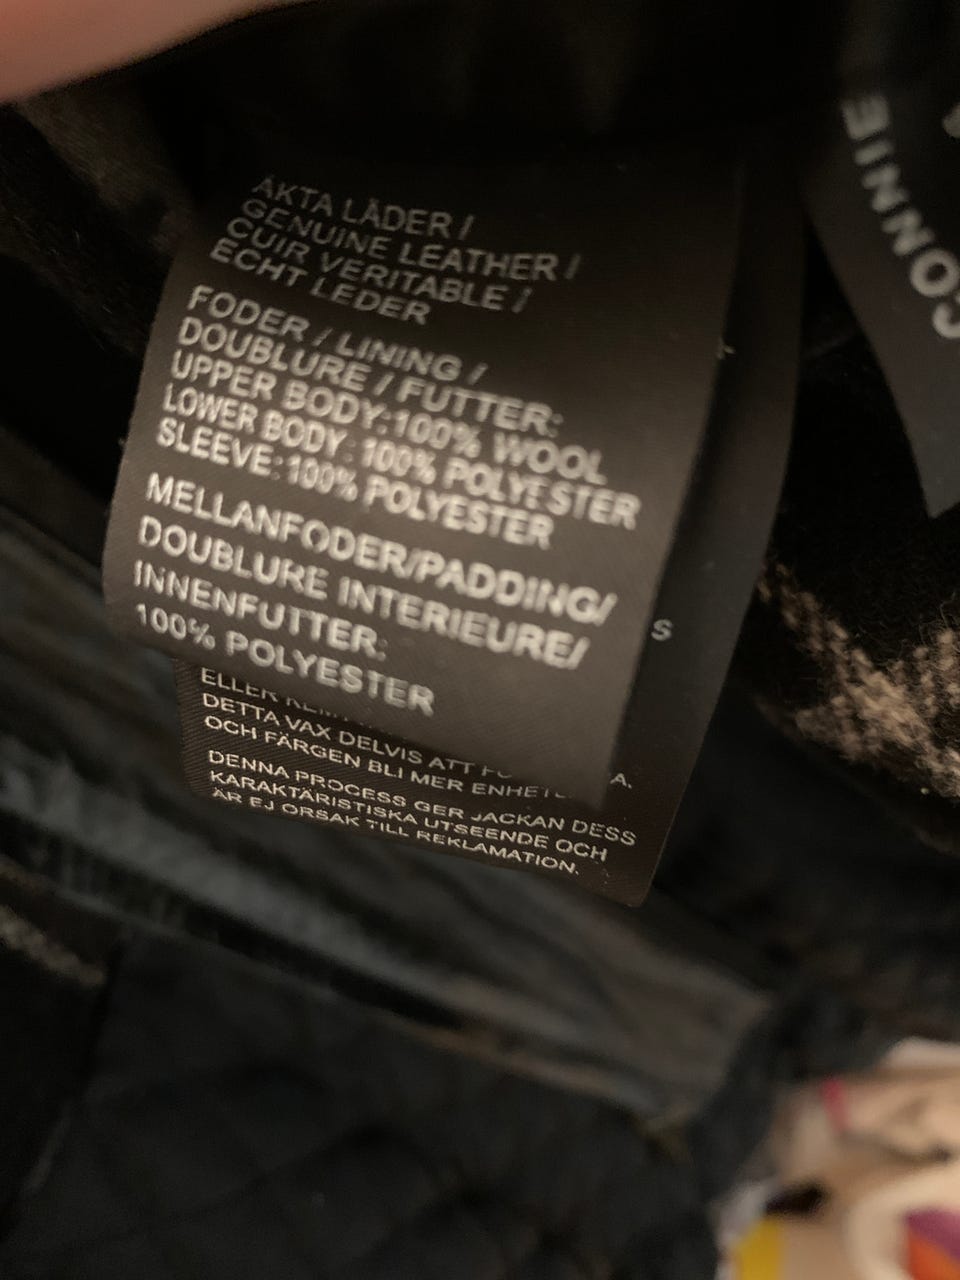 ÄKTA LÄDER /
GENUINE LEATHER /
CUIR VERITABLE /
ECHT LEDER
FODER / LINING /
DOUBLURE / FUTTER:
UPPER BODY:100% WOOL
LOWER BODY: 100% POLYESTER
SLEEVE:100% POLYESTER
MELLANFODER/PADDING/
DOUBLURE INTERIEURE/
INNENFUTTER:
100% POLYESTER
S
ELLER
DETTA VAX DELVIS ATT
A.
OCH FÄRGEN BLI MER
DENNA PROCESS GER JACKAN DESS
KARAKTÄRISTISKA UTSEENDE OCH
ÄR EJ ORSAK TILL REKLAMATION.
CONNIE